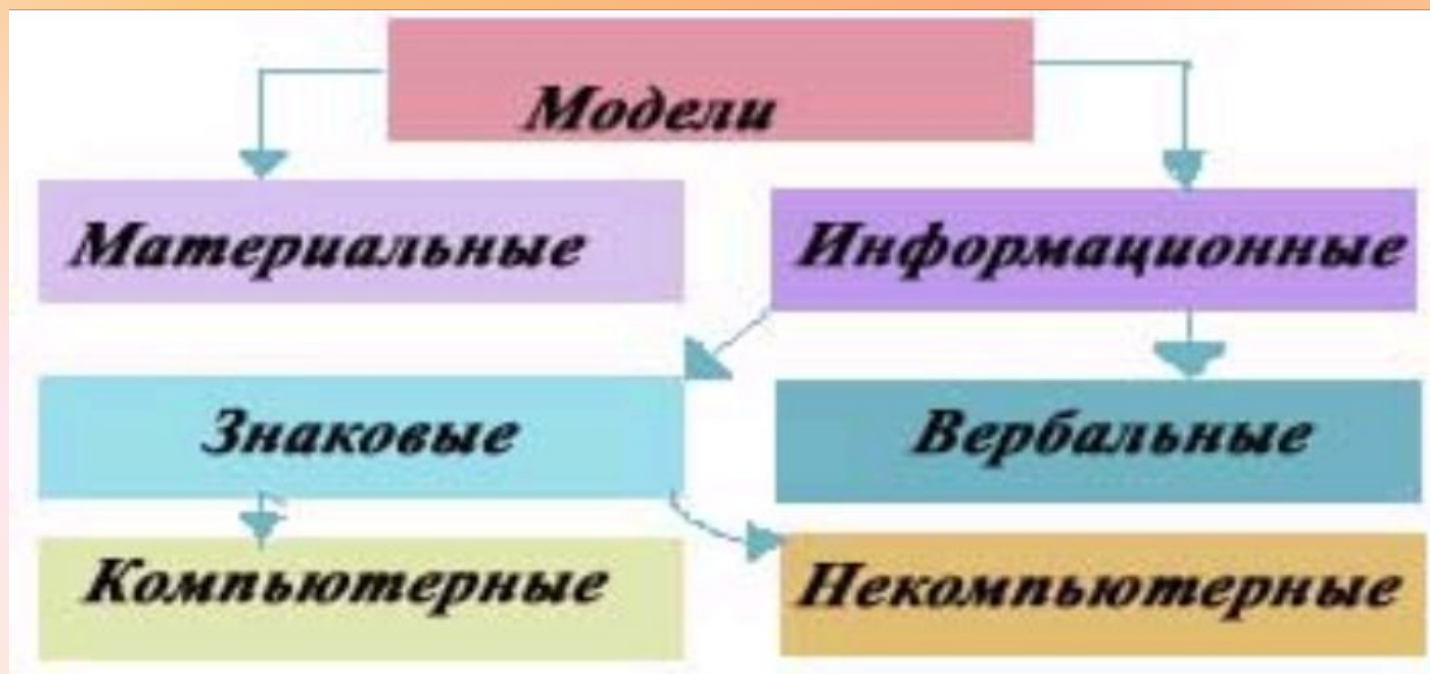 Модели
Материальные
Информационные
Знаковые
Вербальные
Компьютерные
Некомпьютерные